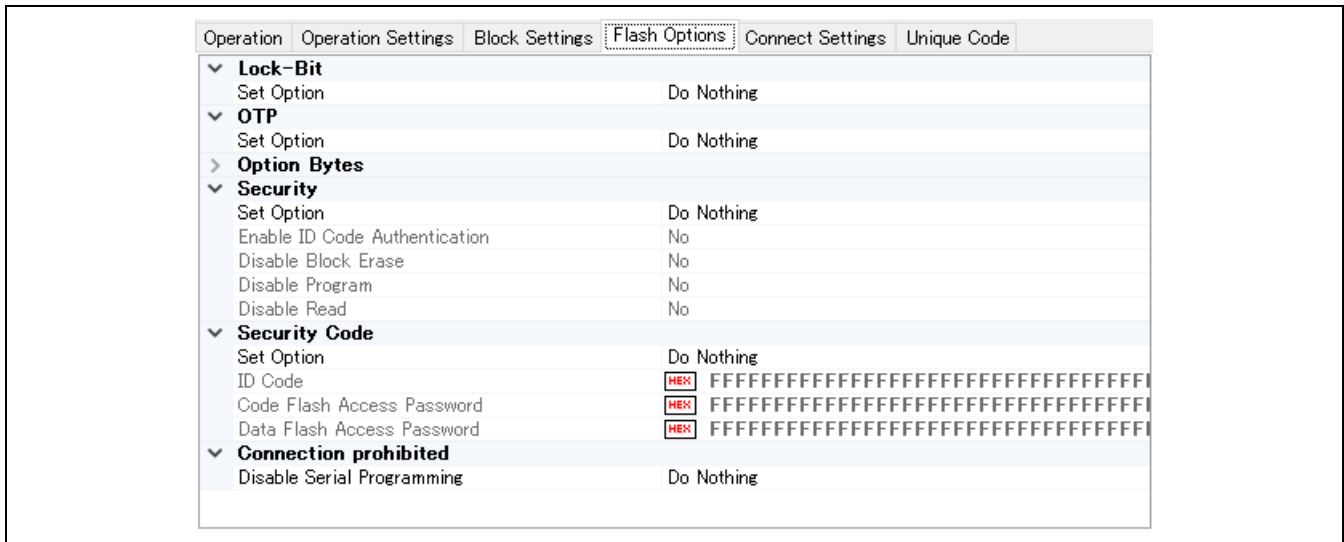 Operation Operation Settings Block Settings Flash Options Connect Settings Unique Code
Lock-Bit
Set Option Do Nothing
OTP
Set Option Do Nothing
Option Bytes
Security
Set Option Do Nothing
Enable ID Code Authentication No
Disable Block Erase No
Disable Program No
Disable Read No
Security Code
Set Option Do Nothing
ID Code HEX FFFFFFFFFFFFFFFFFFFFFFFFFFFFFFF
Code Flash Access Password HEX FFFFFFFFFFFFFFFFFFFFFFFFFFFFFFF
Data Flash Access Password HEX FFFFFFFFFFFFFFFFFFFFFFFFFFFFFFF
Connection prohibited
Disable Serial Programming Do Nothing